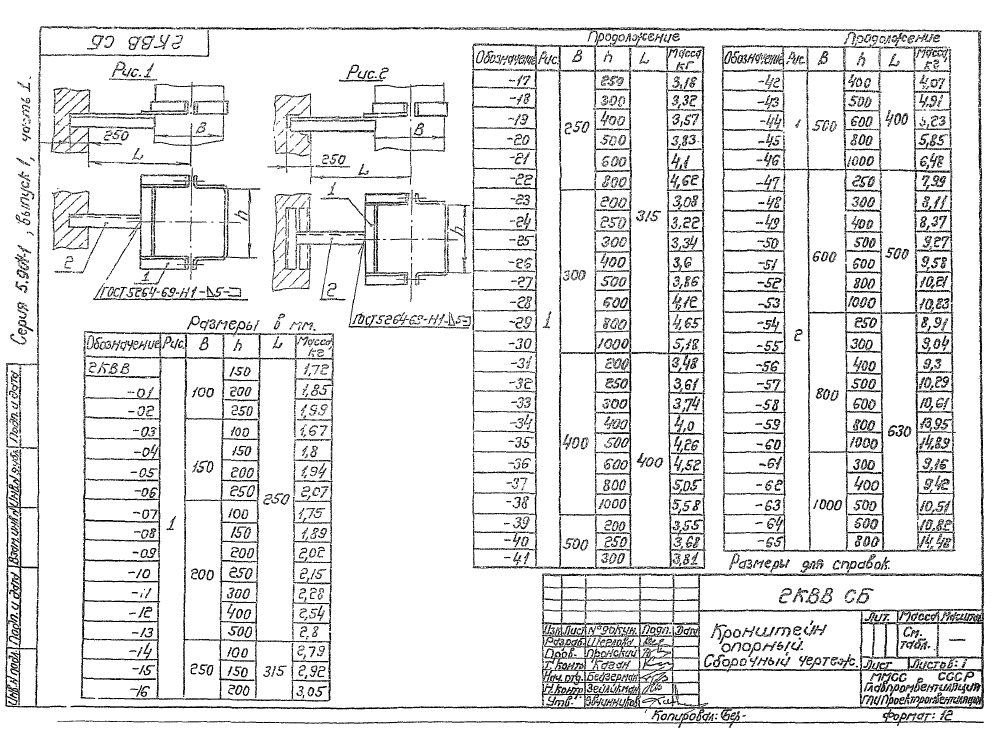 2КВВ СБ
Рис.1
Рис.2
250
L
В
250
L
В
h
h
1
2
1
2
ГОСТ 5264-69-Н1-⊿5-⊐
ГОСТ 5264-69-Н1-⊿5-⊐
Серия 5.904-1, выпуск 1, часть 1.
Размеры в мм.
Обозначение Рис. В h L Масса кг
2КВВ 1 100 150 250 1,72
-01 200 1,85
-02 250 1,99
-03 150 100 1,67
-04 150 1,8
-05 200 1,94
-06 250 2,07
-07 200 100 1,75
-08 150 1,89
-09 200 2,02
-10 250 2,15
-11 300 2,28
-12 400 2,54
-13 500 2,8
-14 250 100 315 2,79
-15 150 2,92
-16 200 3,05
Продолжение
Обозначение Рис. В h L Масса кг
-17 1 250 250 315 3,18
-18 300 3,32
-19 400 3,57
-20 500 3,83
-21 600 4,1
-22 800 4,62
-23 300 200 3,08
-24 250 3,22
-25 300 3,34
-26 400 3,6
-27 500 3,86
-28 600 4,12
-29 800 4,65
-30 1000 5,18
-31 400 200 400 3,48
-32 250 3,61
-33 300 3,74
-34 400 4,0
-35 500 4,26
-36 600 4,52
-37 800 5,05
-38 1000 5,58
-39 500 200 3,55
-40 250 3,68
-41 300 3,81
Продолжение
Обозначение Рис. В h L Масса кг
-42 1 500 400 400 4,07
-43 500 4,91
-44 600 5,23
-45 800 5,85
-46 1000 6,48
-47 2 600 250 500 7,99
-48 300 8,11
-49 400 8,37
-50 500 9,27
-51 600 9,58
-52 800 10,21
-53 1000 10,83
-54 800 250 630 8,91
-55 300 9,04
-56 400 9,3
-57 500 10,29
-58 600 10,61
-59 800 13,95
-60 1000 14,89
-61 1000 300 9,16
-62 400 9,42
-63 500 10,51
-64 600 10,82
-65 800 14,48
Размеры для справок.
2КВВ СБ
Кронштейн
опорный.
Сборочный чертеж.
Лит. Масса Масштаб
См. табл. —
Лист Листов: 1
ММСС СССР
Главпромвентиляция
ГПИ Проектпромвентиляция
Изм. Лист № докум. Подп. Дата
Разраб. Щеглова
Пров. Пронский
Т. контр. Каган
Нач. отд. Бейзерман
Н. контр. Зейликман
Утв. Овчинников
Копировал: Бер-
Формат: 12
Инв. № подл. Подп. и дата Взам. инв. № Инв. № дубл. Подп. и дата